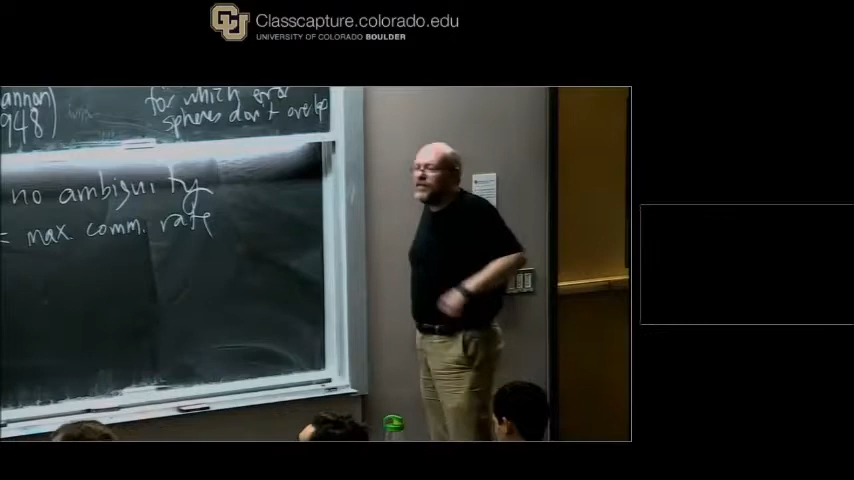 CU
Classcapture.colorado.edu
UNIVERSITY OF COLORADO BOULDER
annon)
948)
for which error
spheres don't overlap
no ambiguity
= max comm. rate